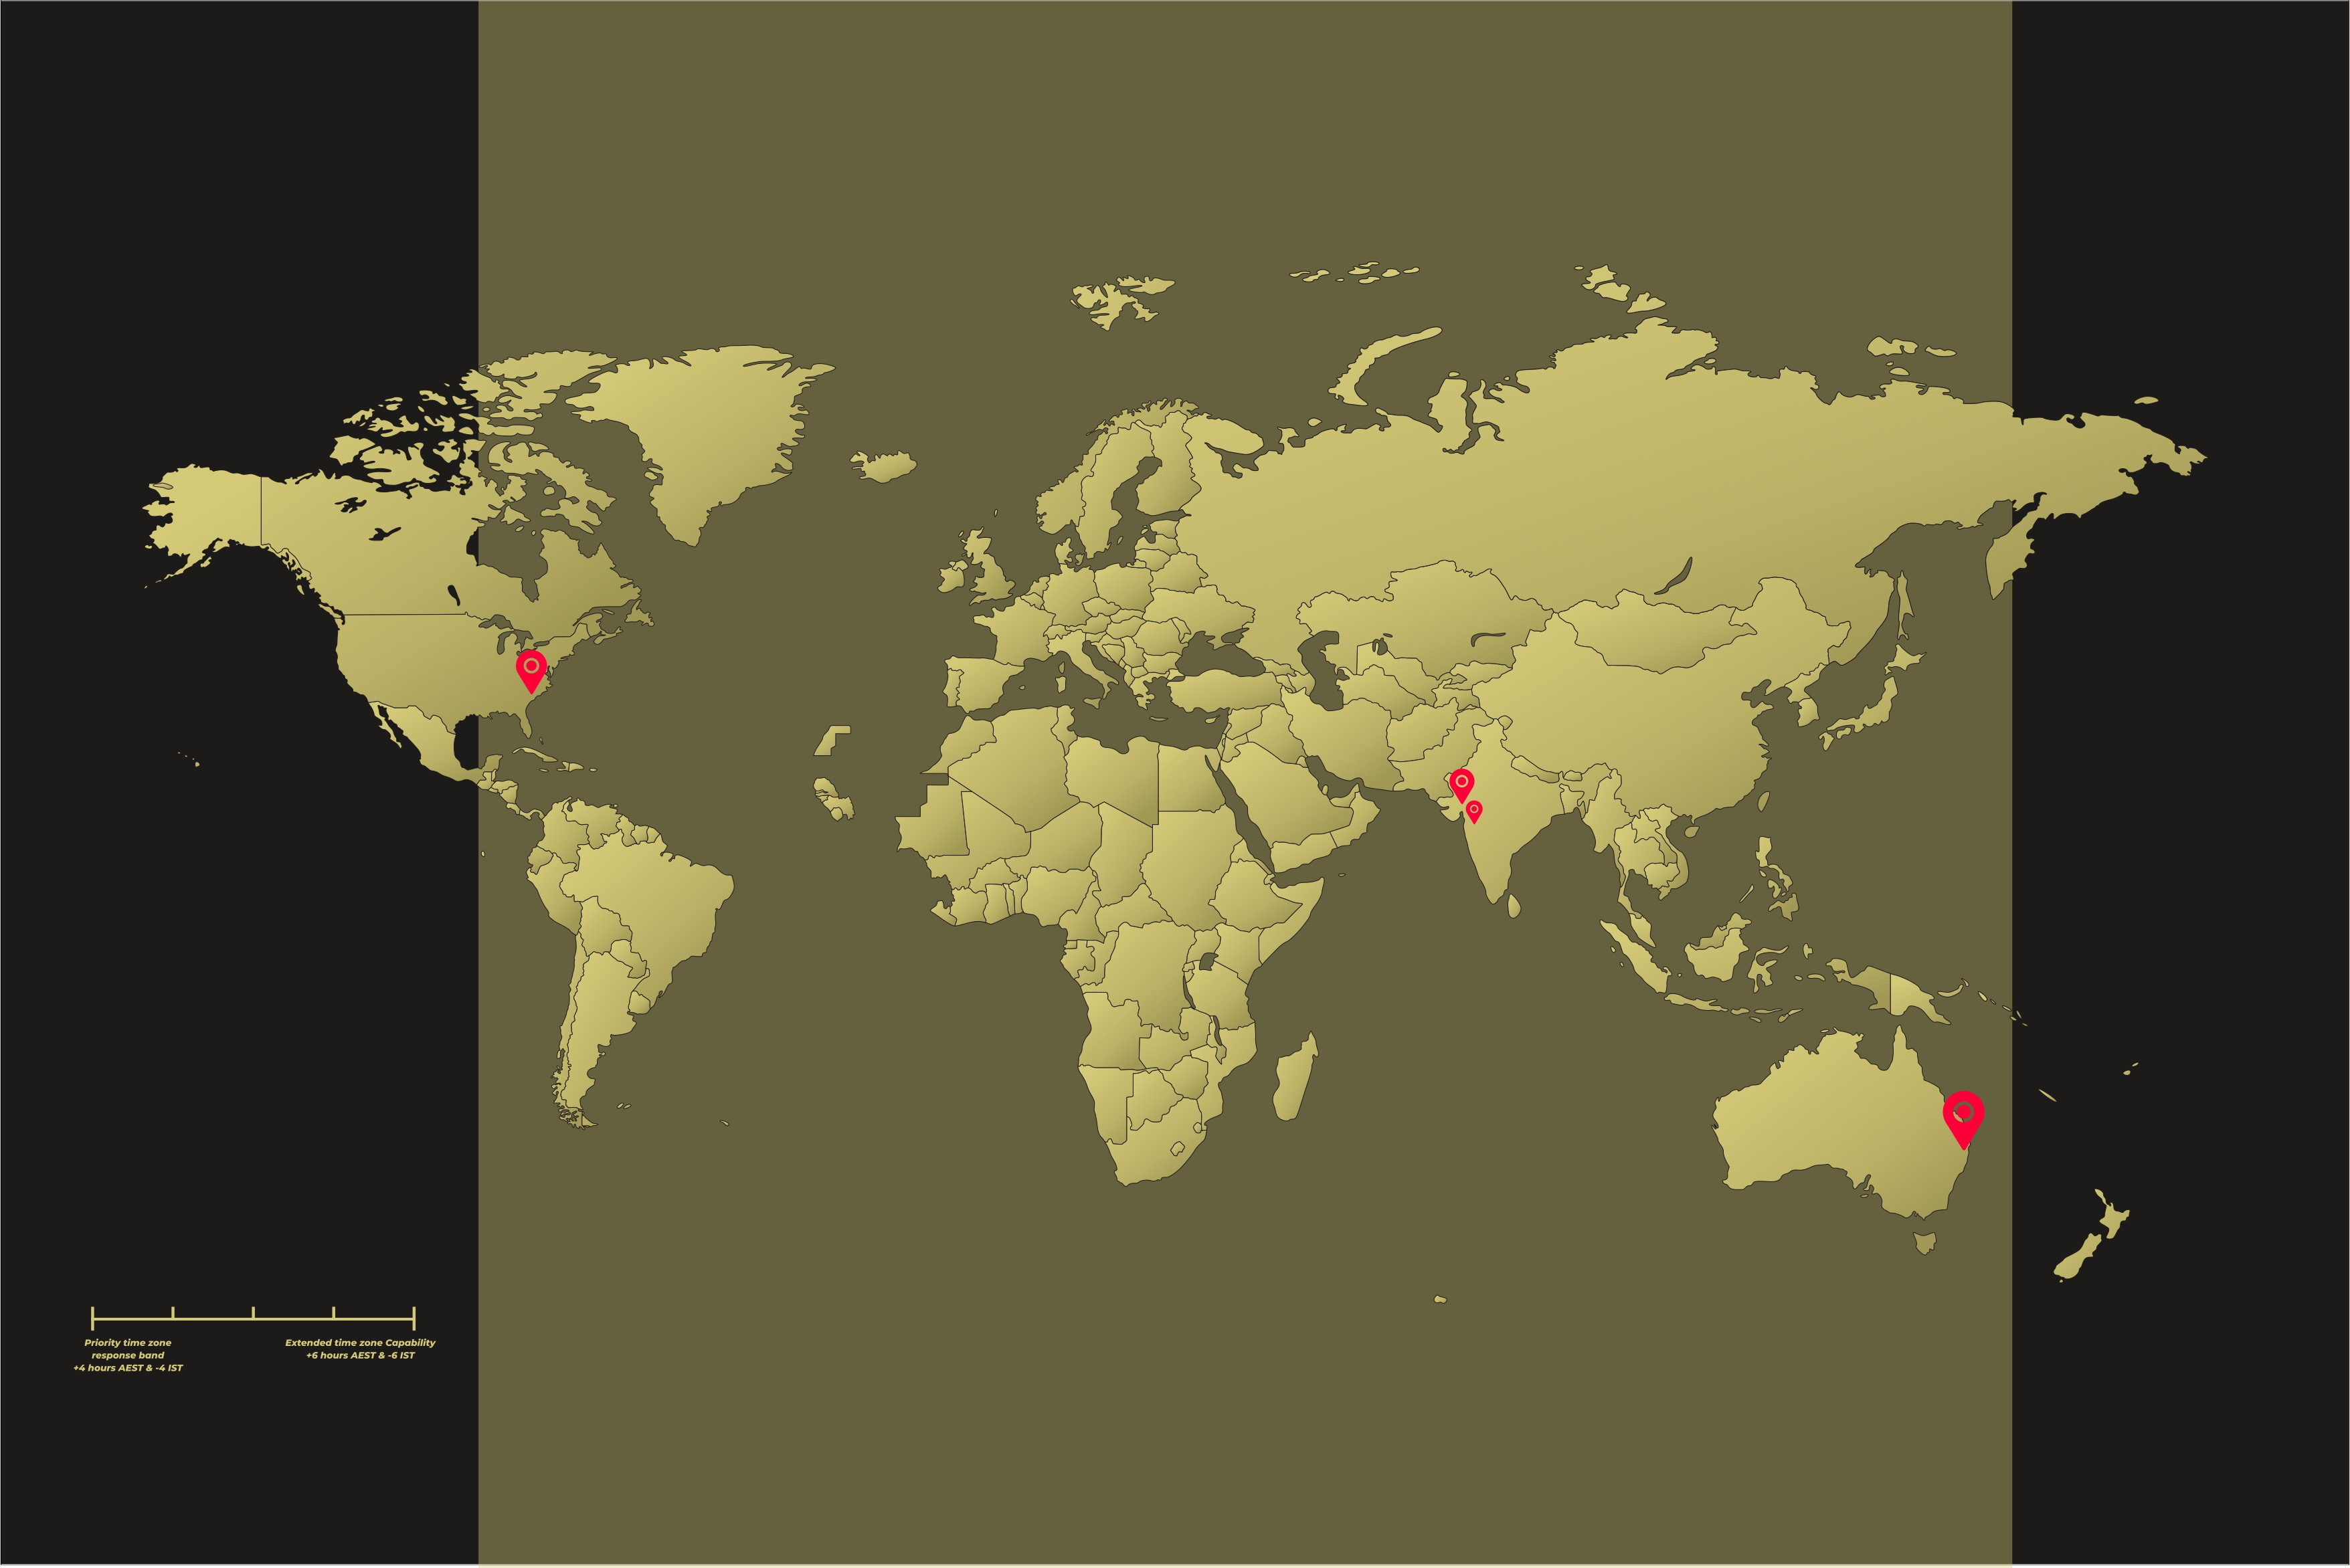 Priority time zone
response band
+4 hours AEST & -4 IST
Extended time zone Capability
+6 hours AEST & -6 IST